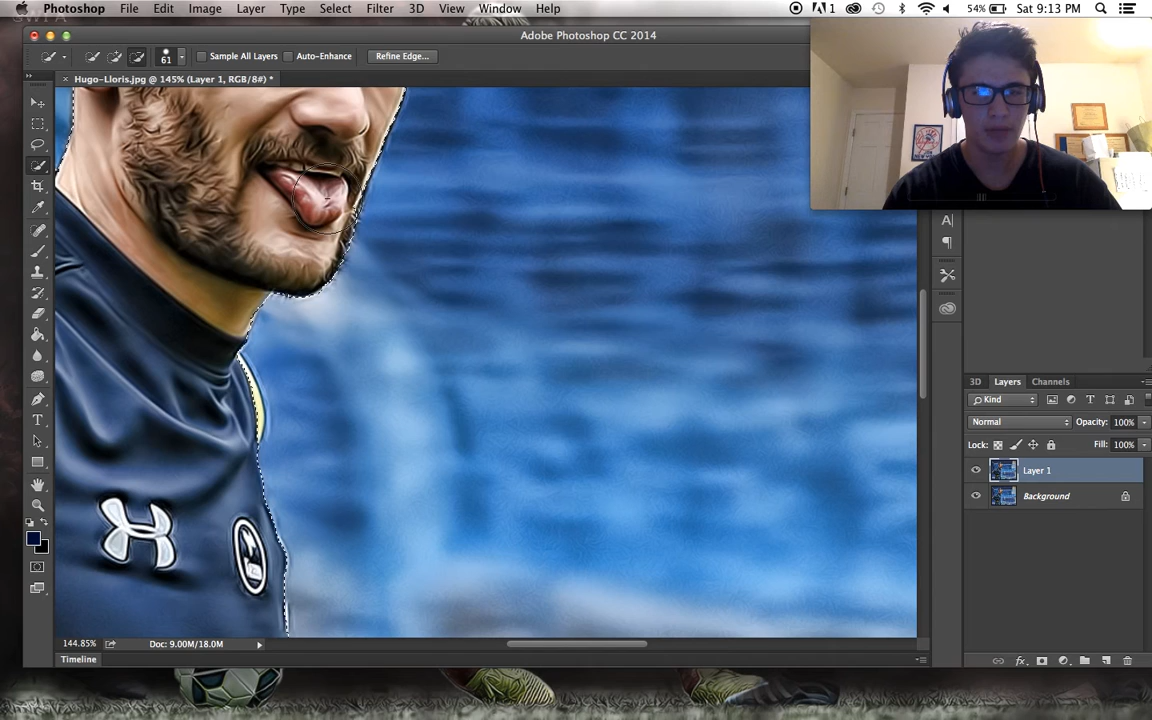 Photoshop File Edit Image Layer Type Select Filter 3D View Window Help
1 54% Sat 9:13 PM
Adobe Photoshop CC 2014
61 Sample All Layers Auto-Enhance Refine Edge...
Hugo-Lloris.jpg @ 145% (Layer 1, RGB/8#) *
3D Layers Channels
Kind
Normal Opacity: 100%
Lock: Fill: 100%
Layer 1
Background
144.85% Doc: 9.00M/18.0M
Timeline